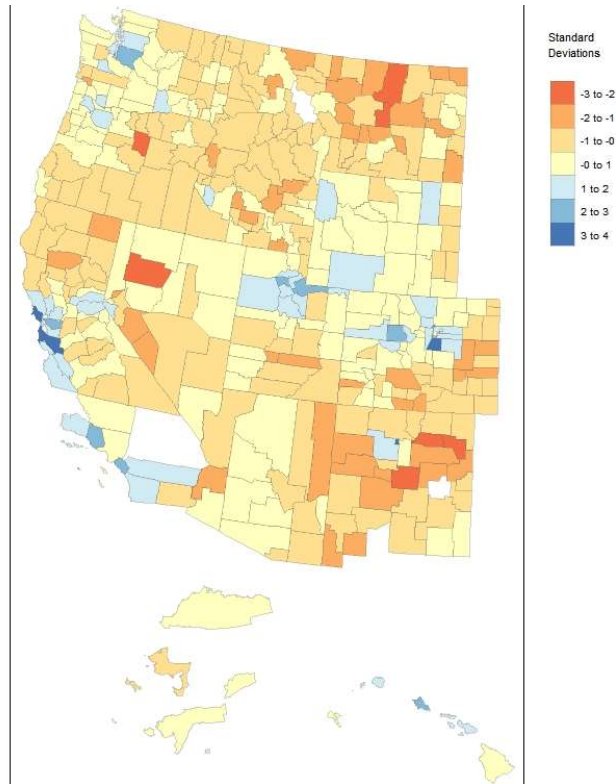 Standard
Deviations
-3 to -2
-2 to -1
-1 to -0
-0 to 1
1 to 2
2 to 3
3 to 4